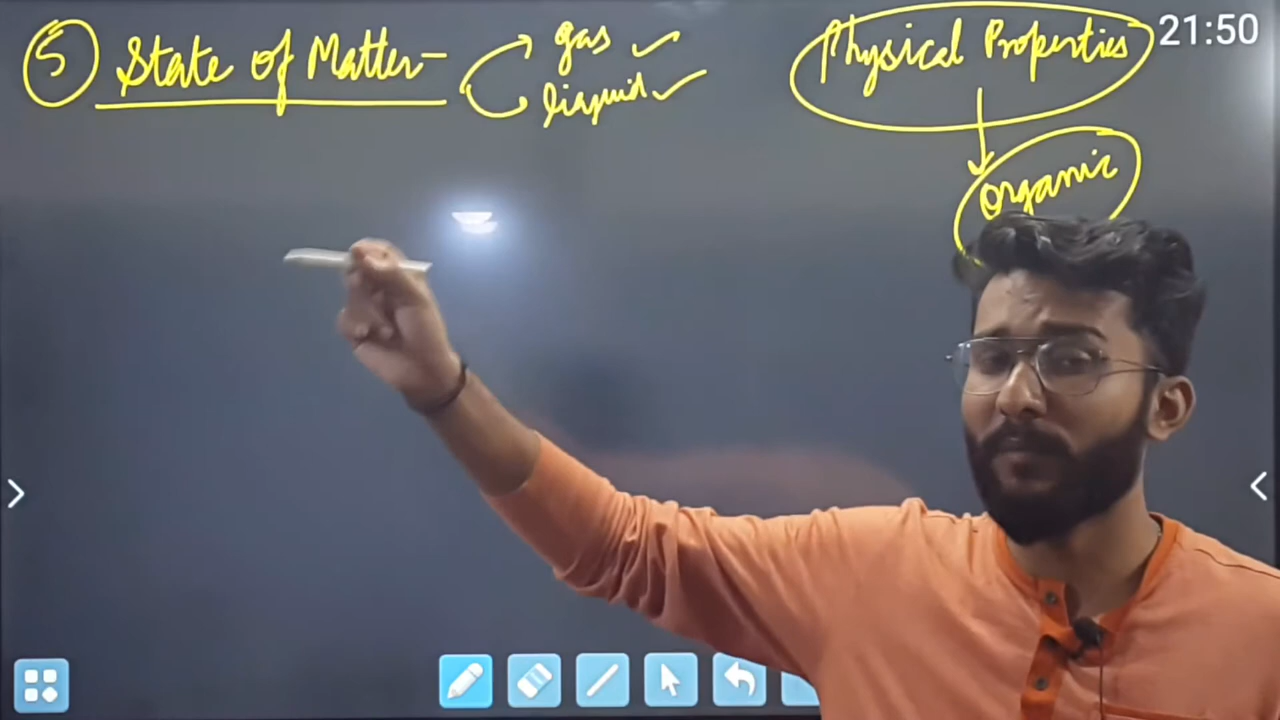 5 State of Matter- gas
liquid
Physical Properties
organic
21:50